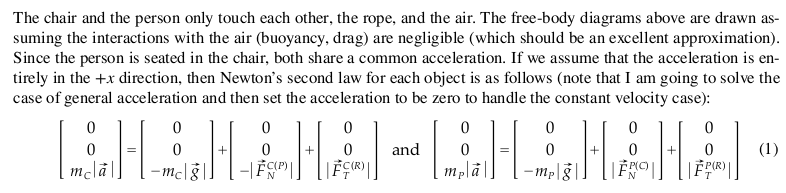 The chair and the person only touch each other, the rope, and the air. The free-body diagrams above are drawn as-
suming the interactions with the air (buoyancy, drag) are negligible (which should be an excellent approximation).
Since the person is seated in the chair, both share a common acceleration. If we assume that the acceleration is en-
tirely in the +x direction, then Newton's second law for each object is as follows (note that I am going to solve the
case of general acceleration and then set the acceleration to be zero to handle the constant velocity case):
[0 0 m_C|a⃗|] = [0 0 −m_C|g⃗|] + [0 0 −|F⃗_N^{C(P)}|] + [0 0 |F⃗_T^{C(R)}|] and [0 0 m_P|a⃗|] = [0 0 −m_P|g⃗|] + [0 0 |F⃗_N^{P(C)}|] + [0 0 |F⃗_T^{P(R)}|] (1)